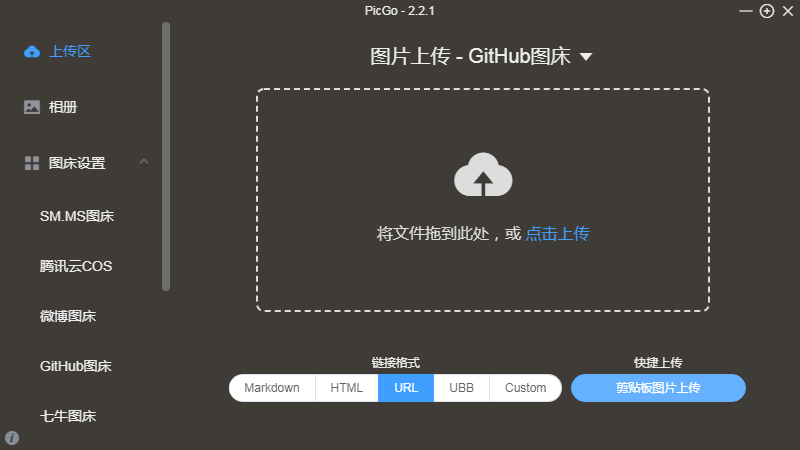 PicGo - 2.2.1
上传区
相册
图床设置
SM.MS图床
腾讯云COS
微博图床
GitHub图床
七牛图床
图片上传 - GitHub图床
将文件拖到此处，或 点击上传
链接格式
Markdown HTML URL UBB Custom
快捷上传
剪贴板图片上传